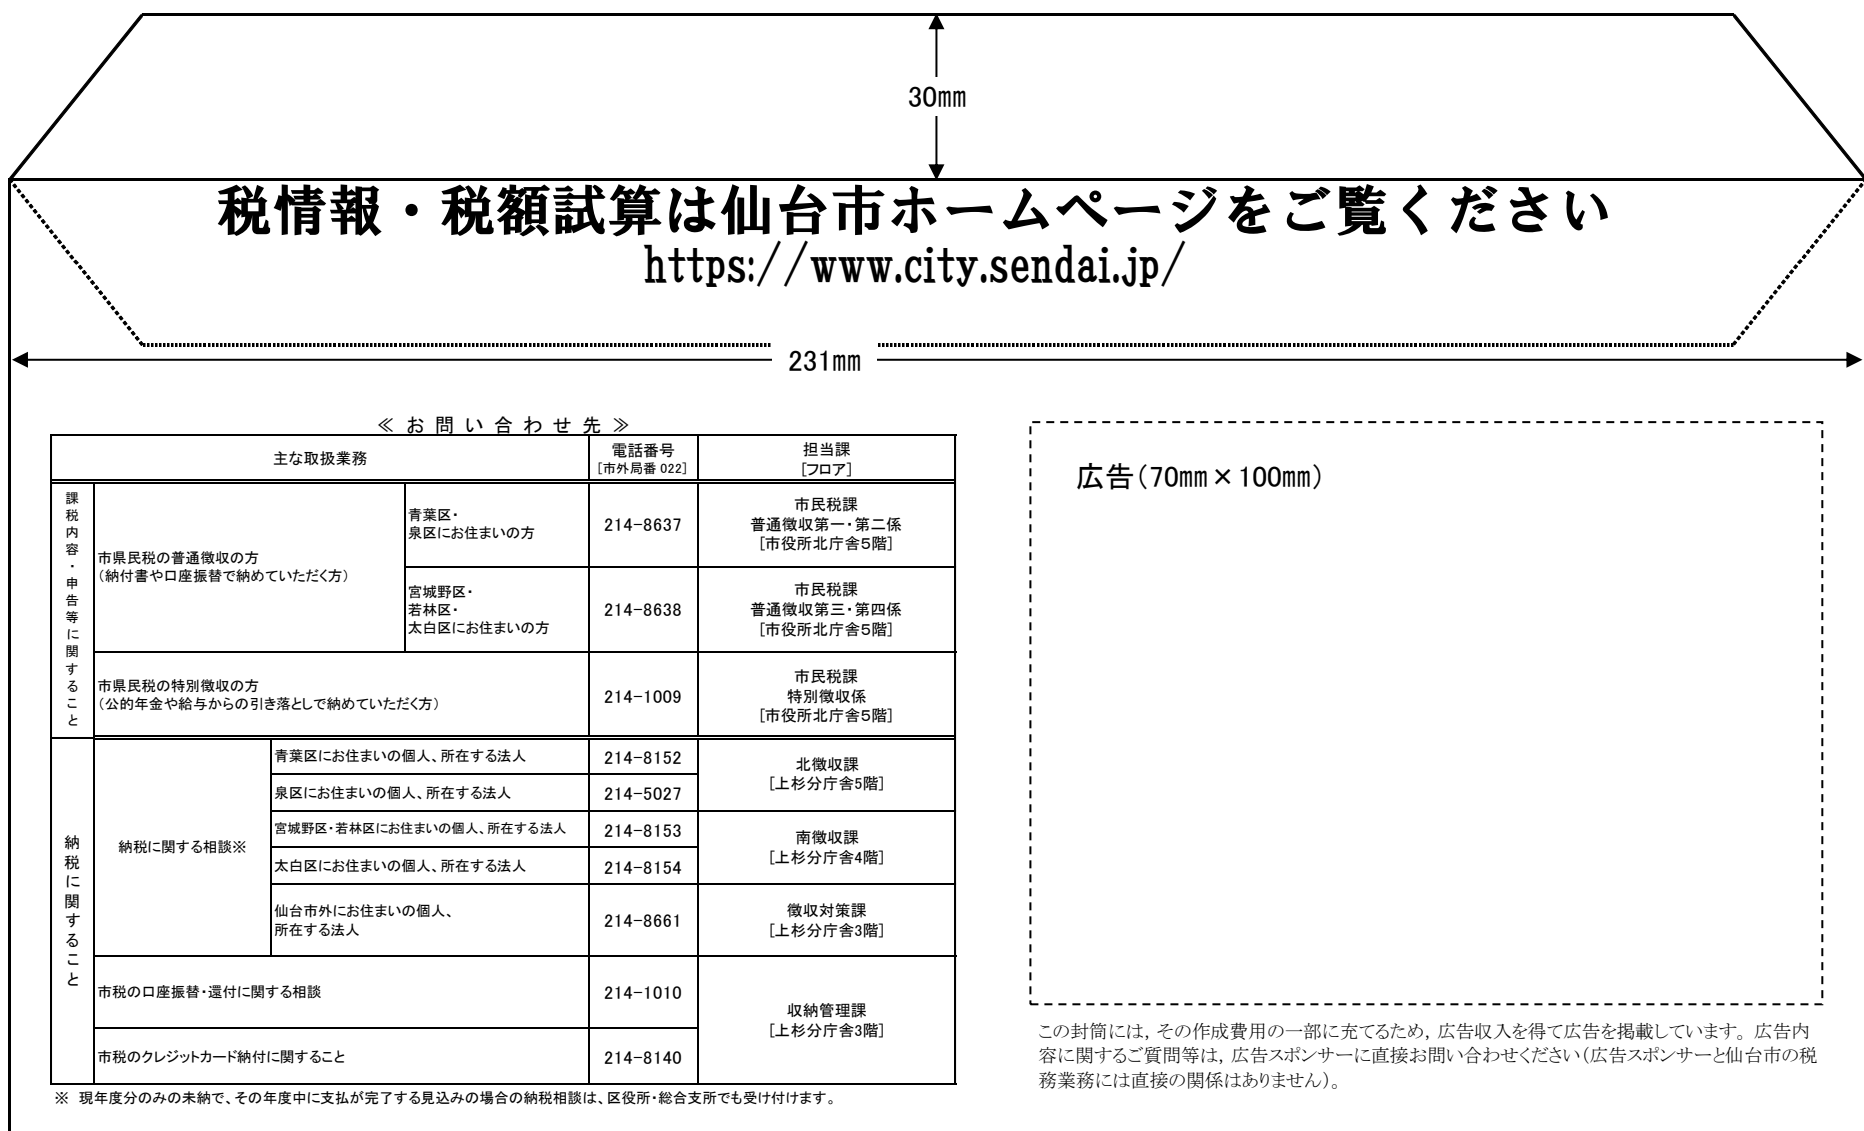 30mm
税情報・税額試算は仙台市ホームページをご覧ください
https://www.city.sendai.jp/
231mm
≪お問い合わせ先≫
主な取扱業務
電話番号
[市外局番 022]
担当課
[フロア]
課税内容・申告等に関すること
市県民税の普通徴収の方
（納付書や口座振替で納めていただく方）
青葉区・
泉区にお住まいの方
214-8637
市民税課
普通徴収第一・第二係
[市役所北庁舎5階]
宮城野区・
若林区・
太白区にお住まいの方
214-8638
市民税課
普通徴収第三・第四係
[市役所北庁舎5階]
市県民税の特別徴収の方
（公的年金や給与からの引き落としで納めていただく方）
214-1009
市民税課
特別徴収係
[市役所北庁舎5階]
納税に関すること
納税に関する相談※
青葉区にお住まいの個人、所在する法人
214-8152
北徴収課
[上杉分庁舎5階]
泉区にお住まいの個人、所在する法人
214-5027
宮城野区・若林区にお住まいの個人、所在する法人
214-8153
南徴収課
[上杉分庁舎4階]
太白区にお住まいの個人、所在する法人
214-8154
仙台市外にお住まいの個人、
所在する法人
214-8661
徴収対策課
[上杉分庁舎3階]
市税の口座振替・還付に関する相談
214-1010
収納管理課
[上杉分庁舎3階]
市税のクレジットカード納付に関すること
214-8140
※ 現年度分のみの未納で、その年度中に支払が完了する見込みの場合の納税相談は、区役所・総合支所でも受け付けます。
広告（70mm×100mm）
この封筒には，その作成費用の一部に充てるため，広告収入を得て広告を掲載しています。広告内
容に関するご質問等は，広告スポンサーに直接お問い合わせください（広告スポンサーと仙台市の税
務業務には直接の関係はありません）。